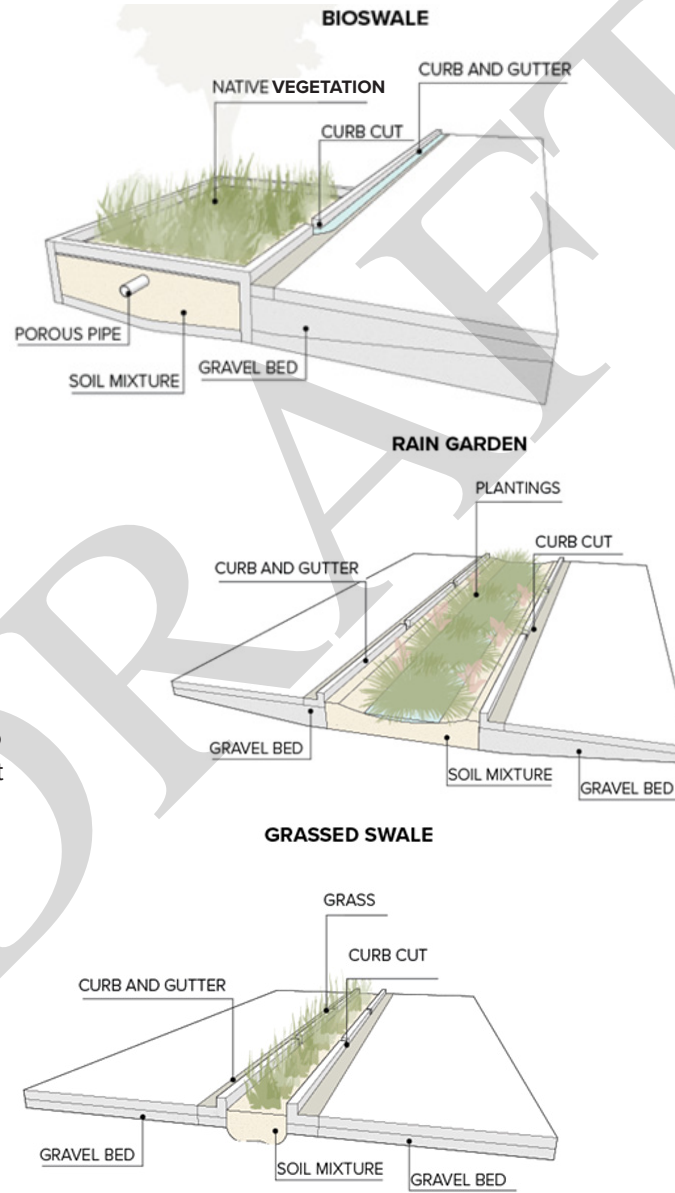 BIOSWALE
CURB AND GUTTER
NATIVE VEGETATION
CURB CUT
POROUS PIPE
GRAVEL BED
SOIL MIXTURE
RAIN GARDEN
PLANTINGS
CURB CUT
CURB AND GUTTER
GRAVEL BED
SOIL MIXTURE
GRAVEL BED
GRASSED SWALE
GRASS
CURB CUT
CURB AND GUTTER
GRAVEL BED
SOIL MIXTURE
GRAVEL BED
DRAFT